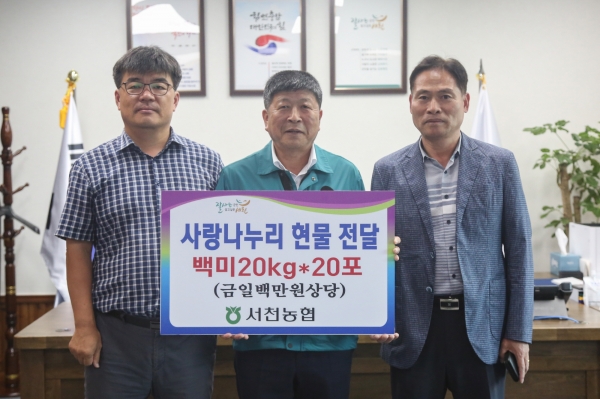 사랑나누리 현물 전달
백미20kg*20포
(금일백만원상당)
서천농협